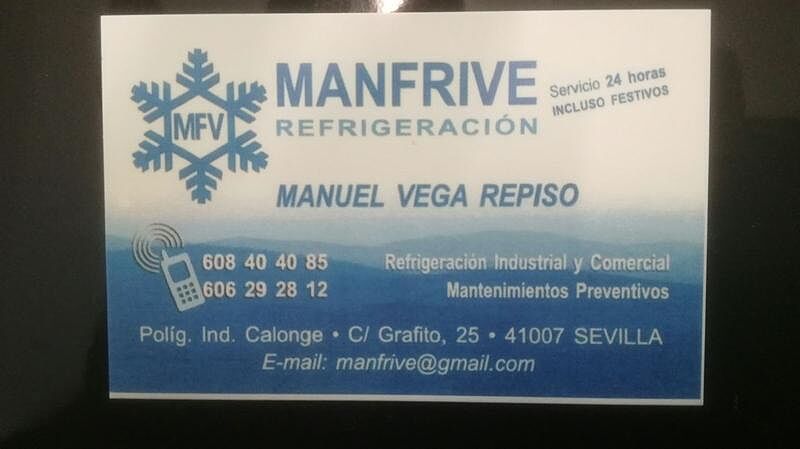 MFV
MANFRIVE
REFRIGERACIÓN
Servicio 24 horas
INCLUSO FESTIVOS
MANUEL VEGA REPISO
608 40 40 85
606 29 28 12
Refrigeración Industrial y Comercial
Mantenimientos Preventivos
Políg. Ind. Calonge • C/ Grafito, 25 • 41007 SEVILLA
E-mail: manfrive@gmail.com